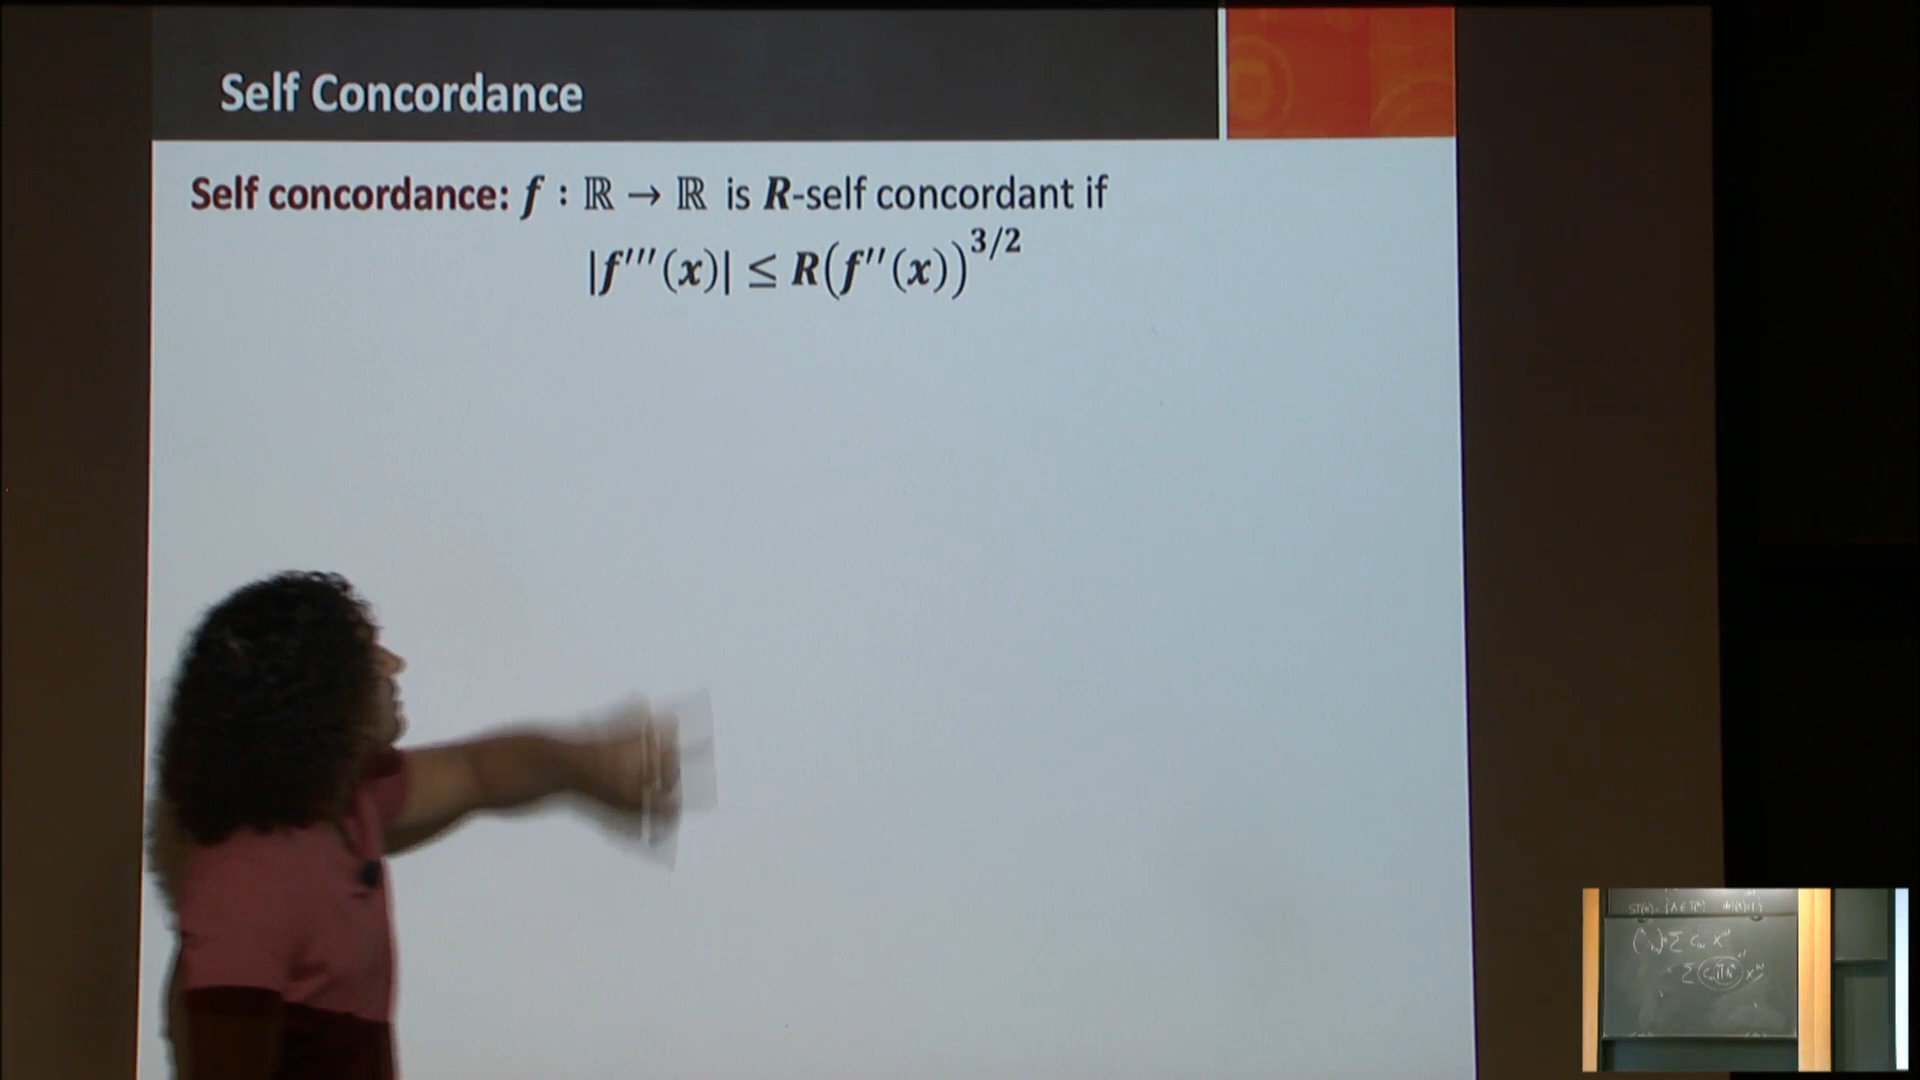 Self Concordance
Self concordance: f : ℝ → ℝ is R-self concordant if
|f′′′(x)| ≤ R(f′′(x))^{3/2}